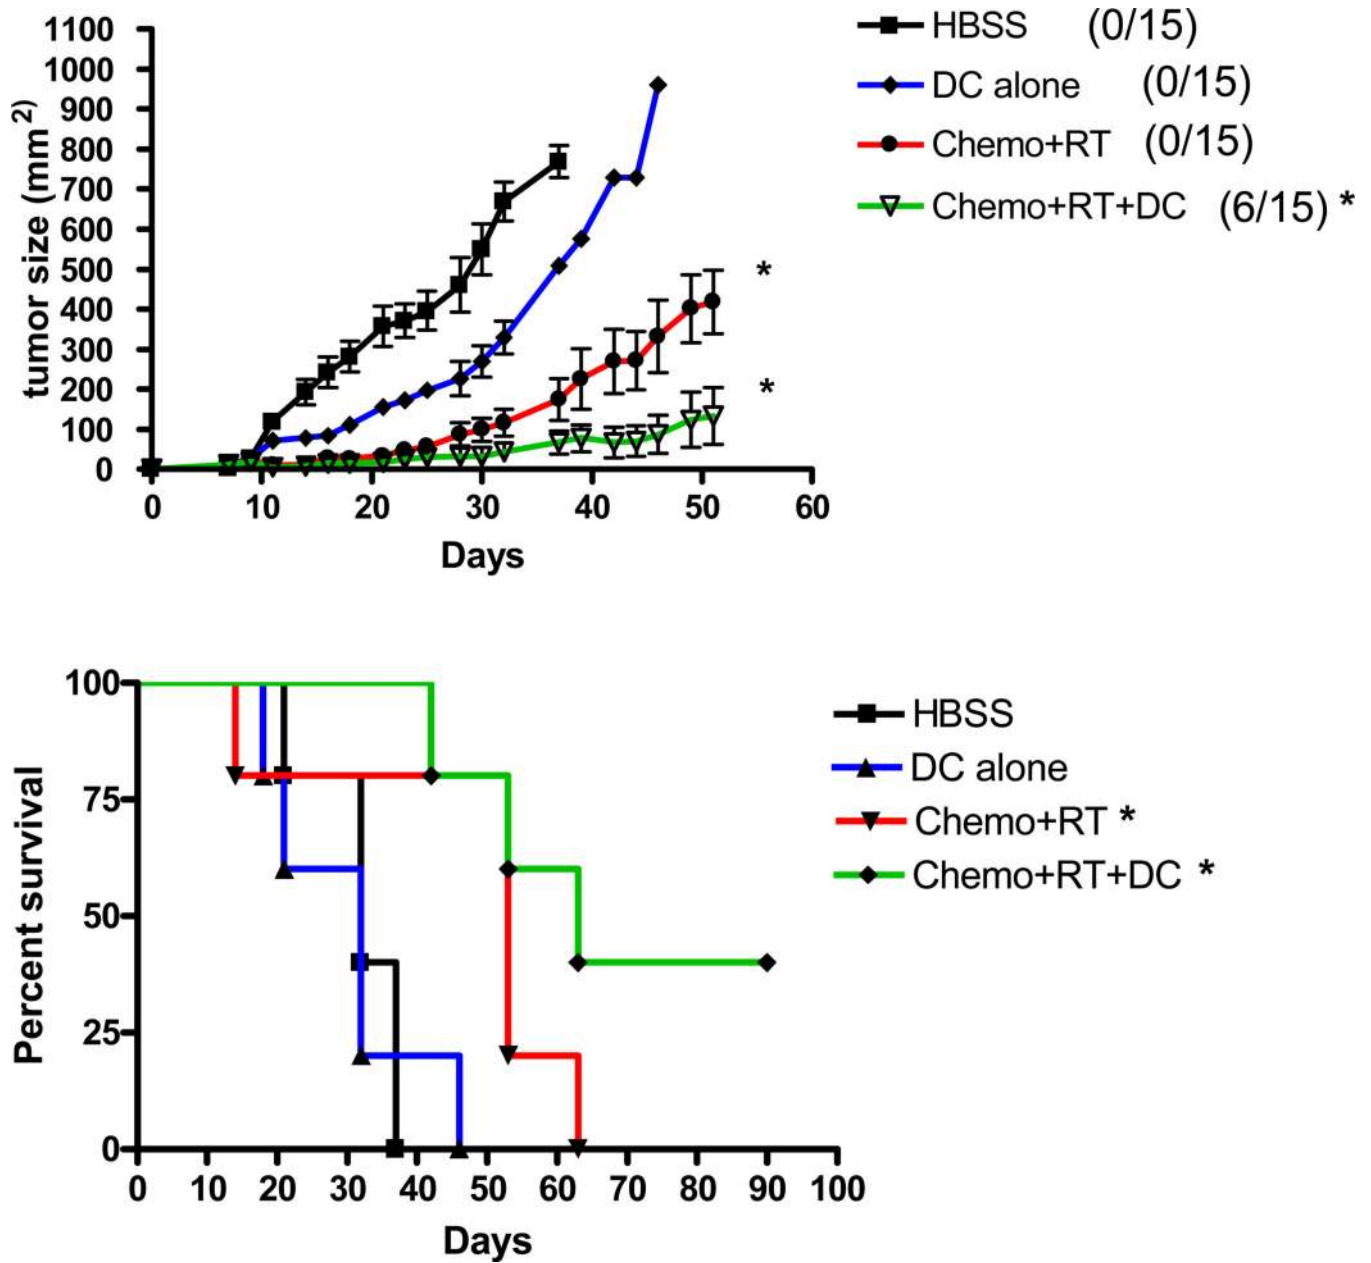 1100
1000
900
800
700
600
500
400
300
200
100
0
tumor size (mm²)
0 10 20 30 40 50 60
Days
HBSS (0/15)
DC alone (0/15)
Chemo+RT (0/15)
Chemo+RT+DC (6/15) *
*
*
100
75
50
25
0
Percent survival
0 10 20 30 40 50 60 70 80 90 100
Days
HBSS
DC alone
Chemo+RT *
Chemo+RT+DC *